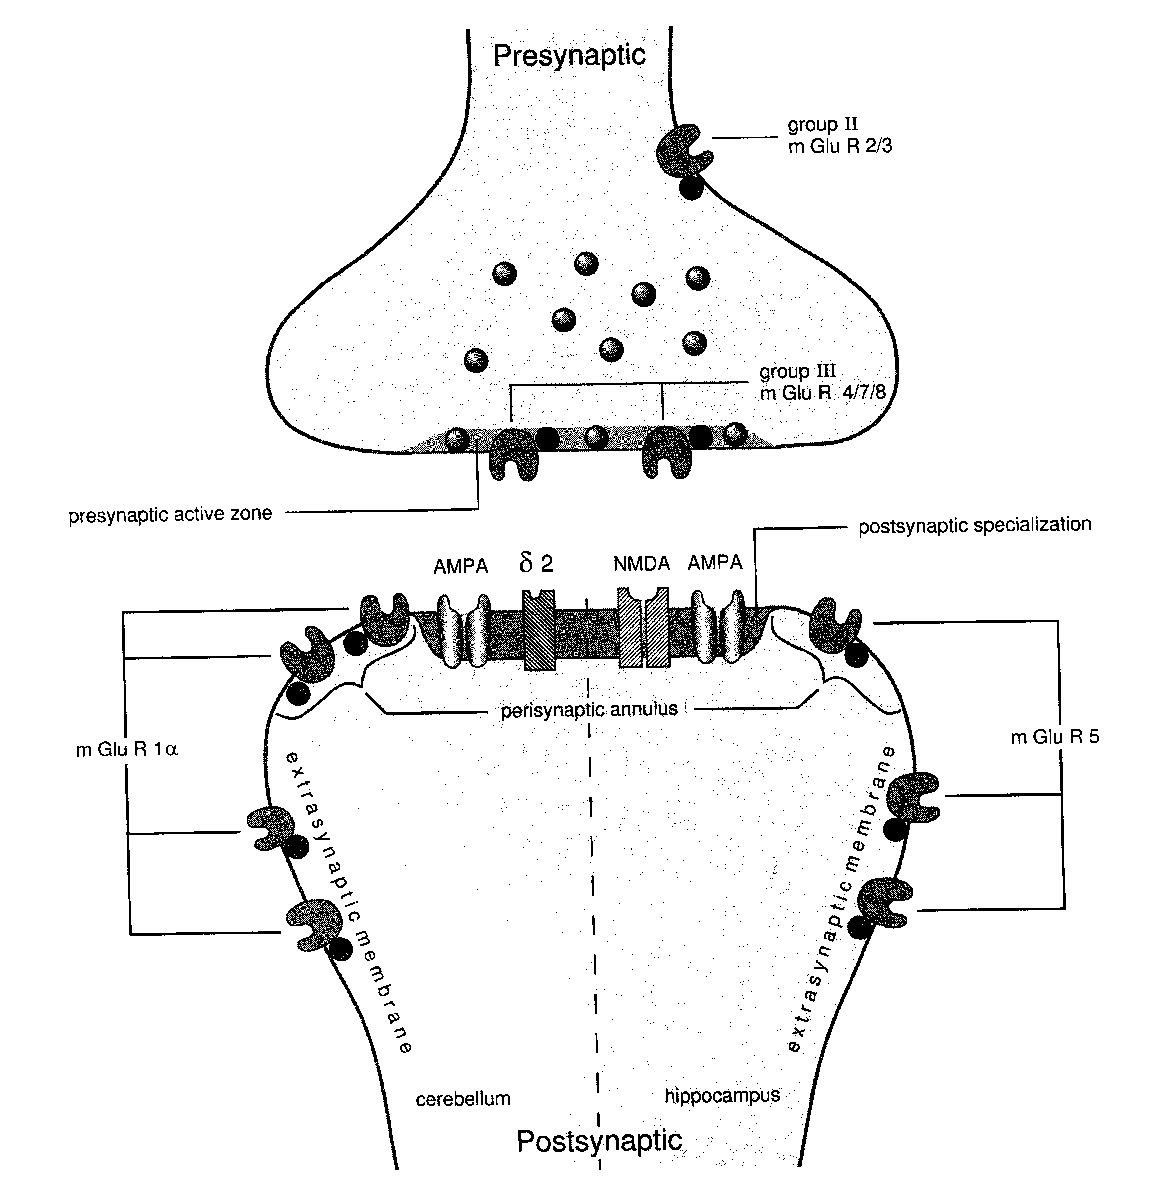 Presynaptic
group II
m Glu R 2/3
group III
m Glu R 4/7/8
presynaptic active zone
postsynaptic specialization
AMPA
δ 2
NMDA
AMPA
perisynaptic annulus
m Glu R 1α
m Glu R 5
extrasynaptic membrane
extrasynaptic membrane
cerebellum
hippocampus
Postsynaptic